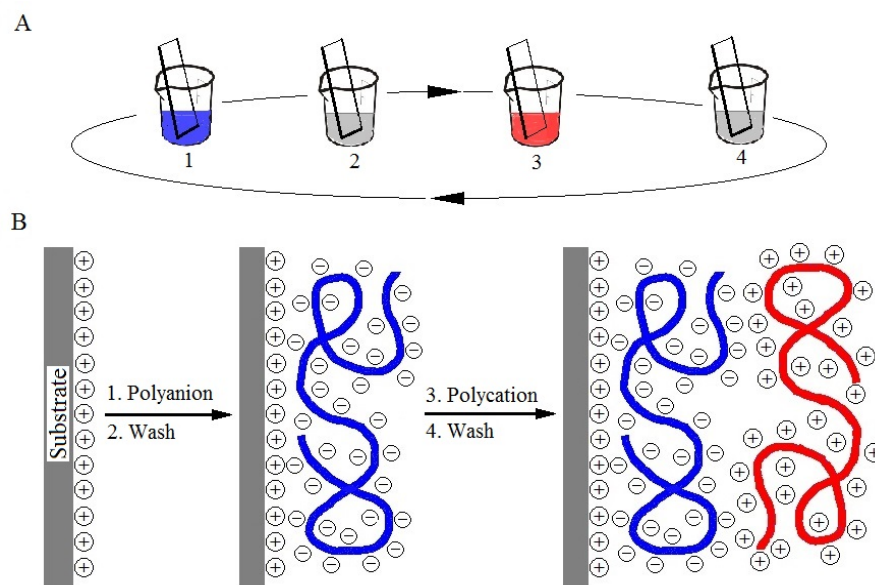 A
1
2
3
4
B
Substrate
1. Polyanion
2. Wash
3. Polycation
4. Wash